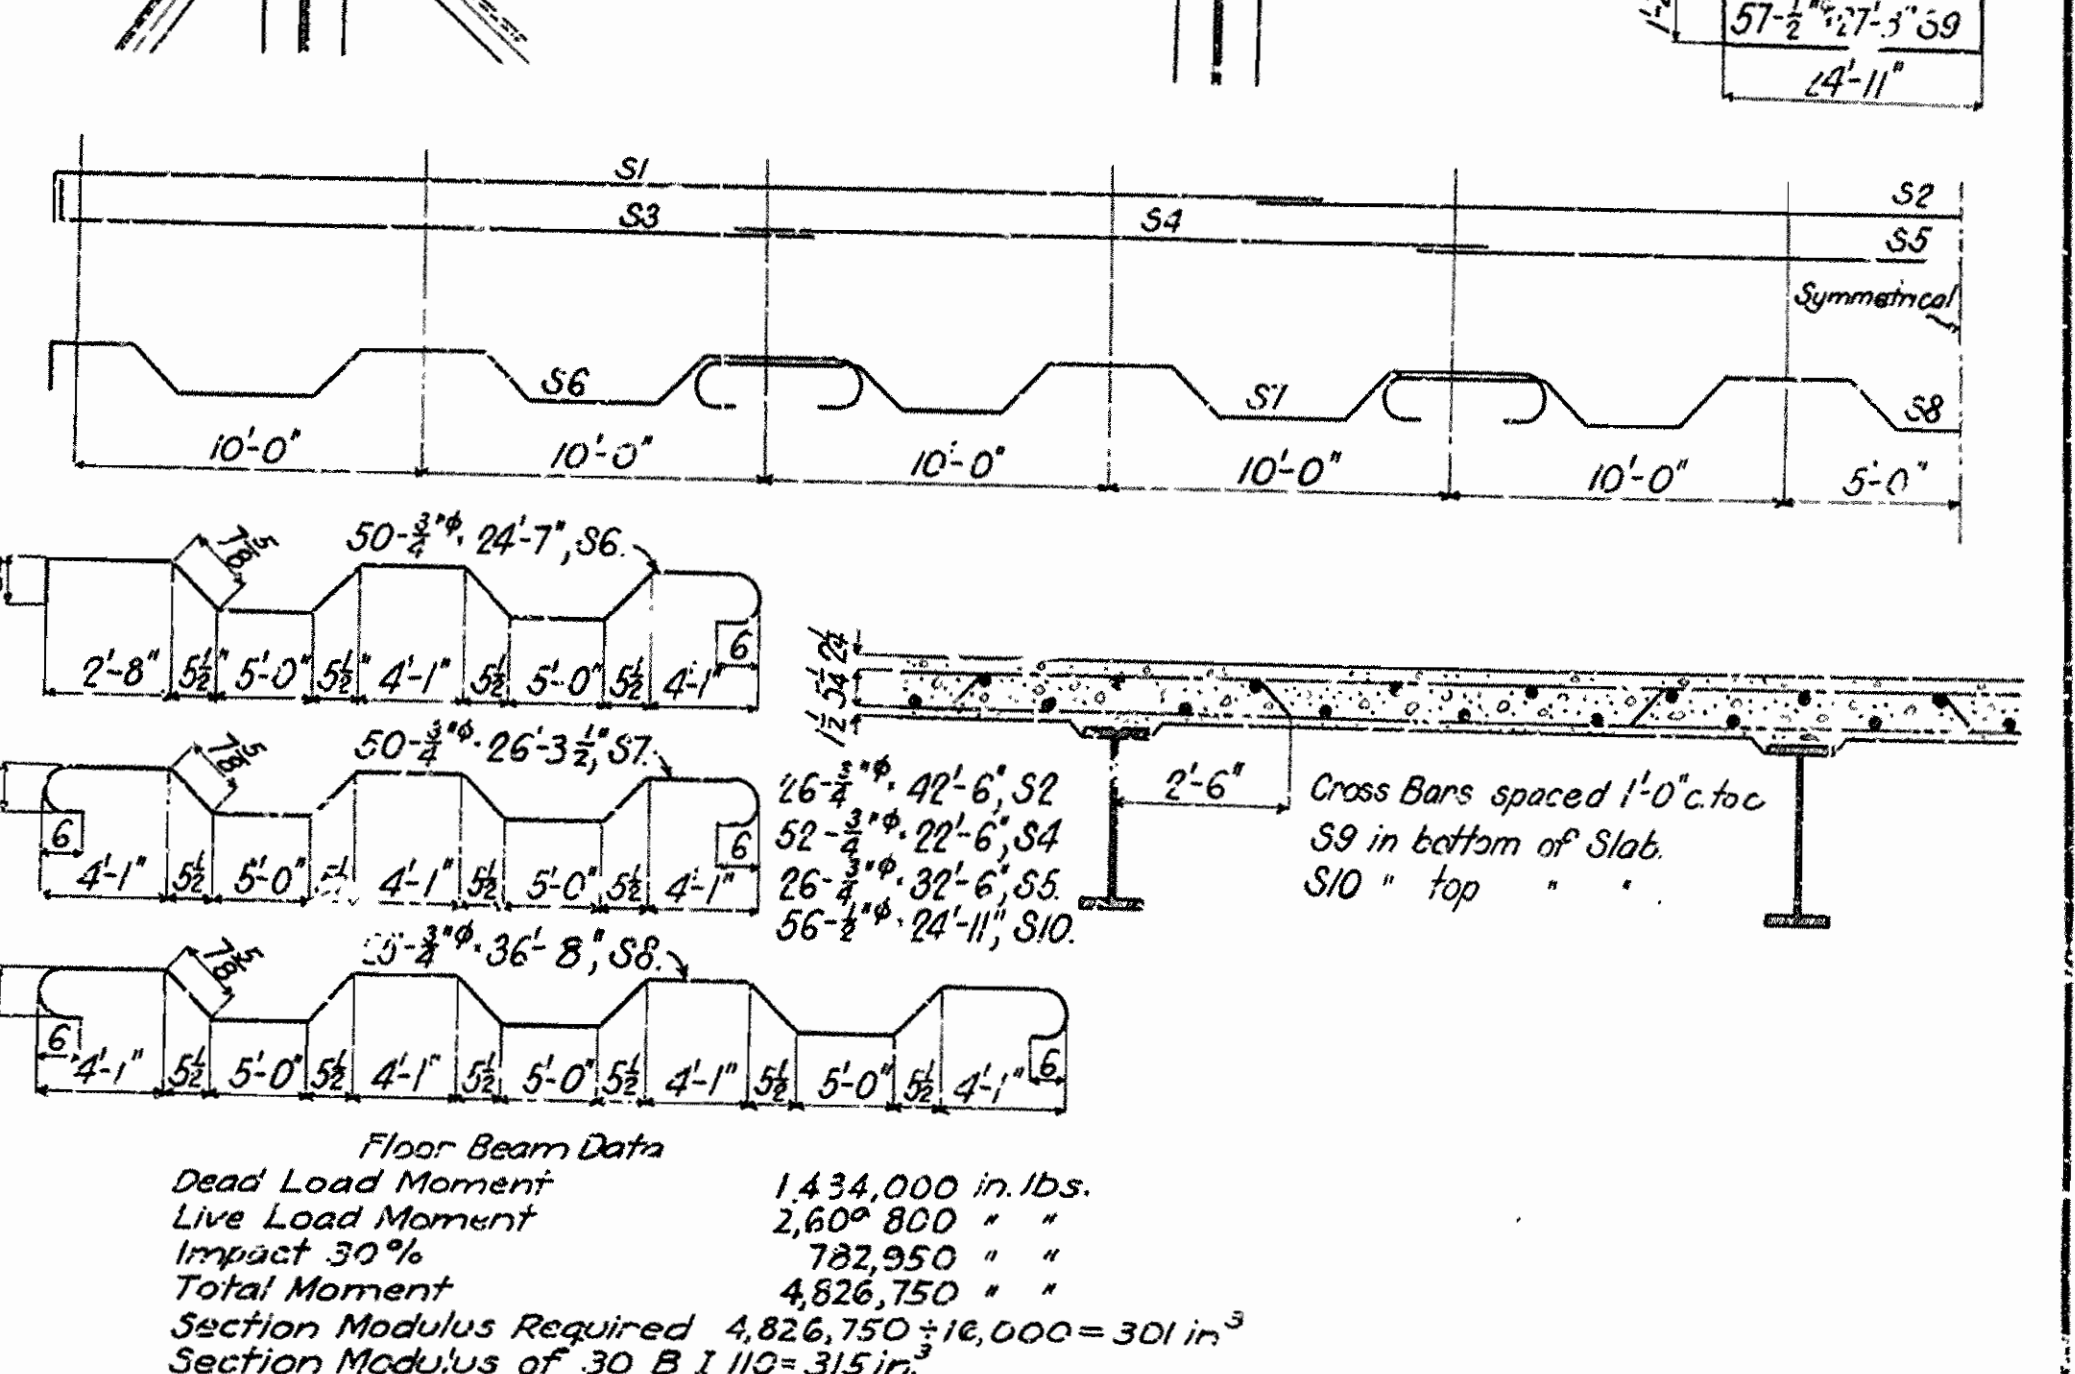 57-½"ϕ·27'-3" S9
24'-11"
S1
S2
S3
S4
S5
Symmetrical
S6
S7
S8
10'-0" 10'-0" 10'-0" 10'-0" 10'-0" 5'-0"
50-¾"ϕ·24'-7", S6.
7⅝
6
2'-8" 5½" 5'-0" 5½" 4'-1" 5½ 5'-0" 5½ 4'-1"
50-¾"ϕ·26'-3½", S7.
7⅝
6
6
4'-1" 5½ 5'-0" 4'-1" 5½ 5'-0" 5½ 4'-1"
¾"ϕ·36'-8", S8.
7⅝
6
6
4'-1" 5½ 5'-0" 5½ 4'-1" 5½ 5'-0" 5½ 4'-1" 5½ 5'-0" 5½ 4'-1"
1½
2'-6"
26-¾"ϕ·42'-6", S2
52-¾"ϕ·22'-6", S4
26-¾"ϕ·32'-6", S5.
56-½"ϕ·24'-11", S10.
Cross Bars spaced 1'-0" c. to c
S9 in bottom of Slab.
S10 " top " "
Floor Beam Data
Dead Load Moment 1,434,000 in. lbs.
Live Load Moment " "
Impact 30% 782,950 " "
Total Moment 4,826,750 " "
Section Modulus Required 4,826,750 ÷ 16,000 = 301 in³
Section Modulus of 30 B I 110 = 315 in.³